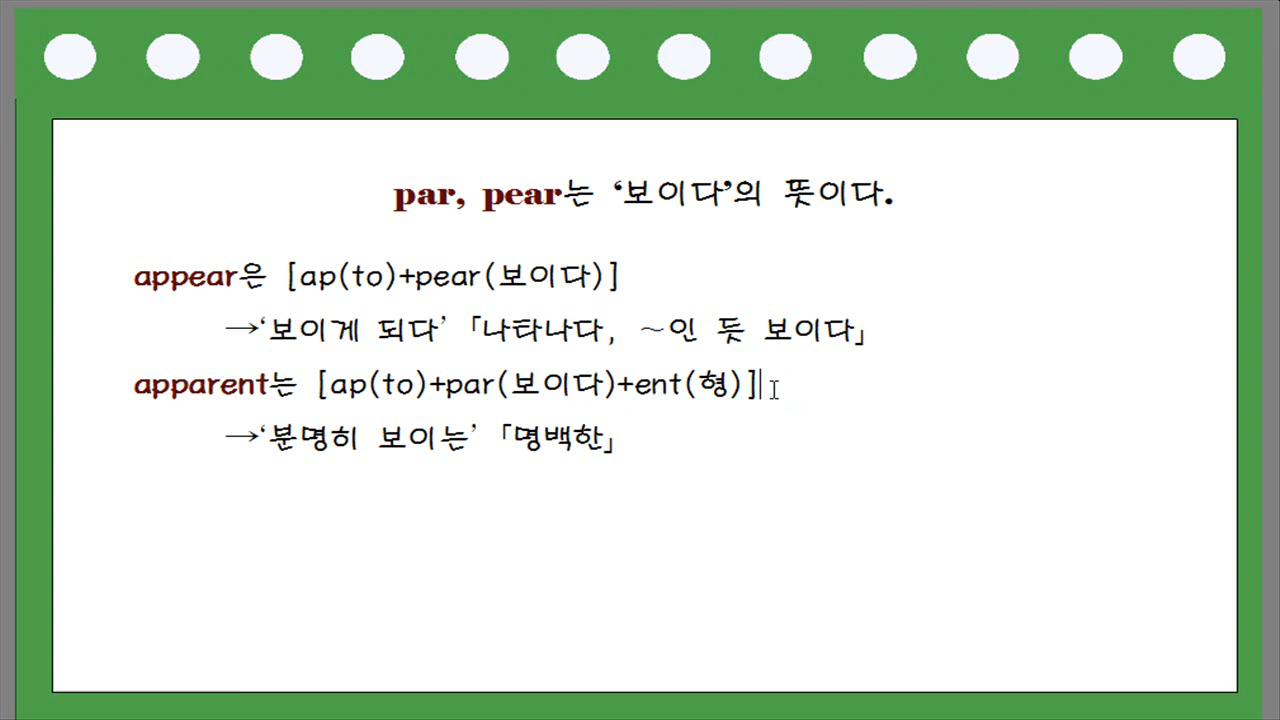 par, pear는 ‘보이다’의 뜻이다.
appear은 [ap(to)+pear(보이다)]
→‘보이게 되다’「나타나다, ~인 듯 보이다」
apparent는 [ap(to)+par(보이다)+ent(형)]
→‘분명히 보이는’「명백한」